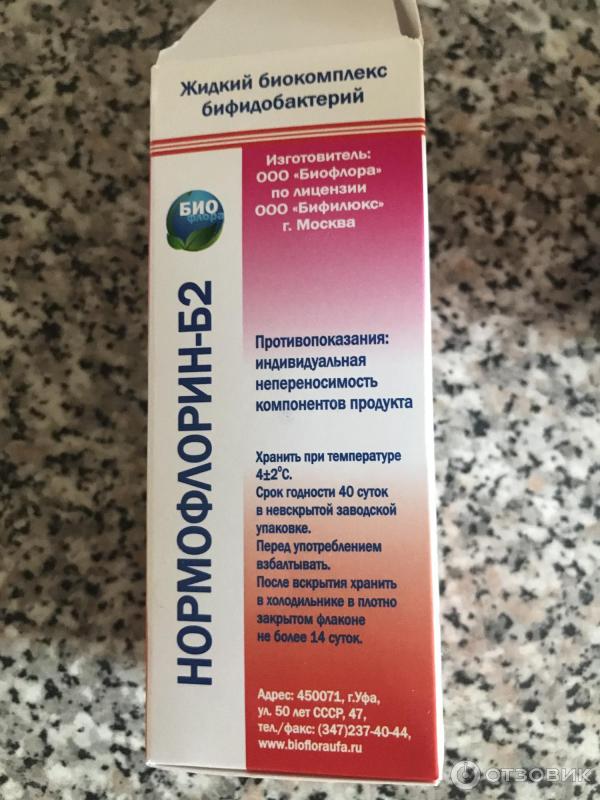 Жидкий биокомплекс
бифидобактерий
Изготовитель:
ООО «Биофлора»
по лицензии
ООО «Бифилюкс»
г. Москва
БИО
флора
НОРМОФЛОРИН-Б2
Противопоказания:
индивидуальная
непереносимость
компонентов продукта
Хранить при температуре
4±2⁰С.
Срок годности 40 суток
в невскрытой заводской
упаковке.
Перед употреблением
взбалтывать.
После вскрытия хранить
в холодильнике в плотно
закрытом флаконе
не более 14 суток.
Адрес: 450071, г.Уфа,
ул. 50 лет СССР, 47,
тел./факс: (347)237-40-44,
www.biofloraufa.ru
ОТЗОВИК